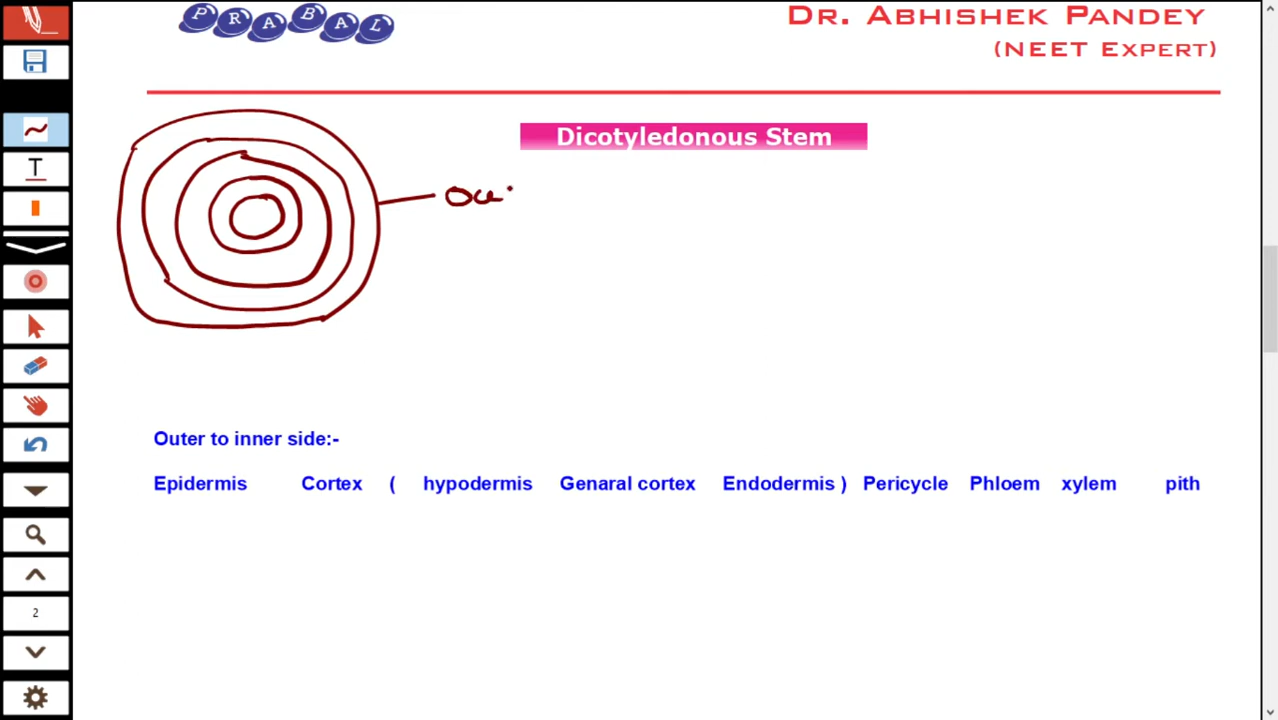 PRABAL
DR. ABHISHEK PANDEY
(NEET EXPERT)
Dicotyledonous Stem
Outer to inner side:-
Epidermis Cortex ( hypodermis Genaral cortex Endodermis ) Pericycle Phloem xylem pith
T
2